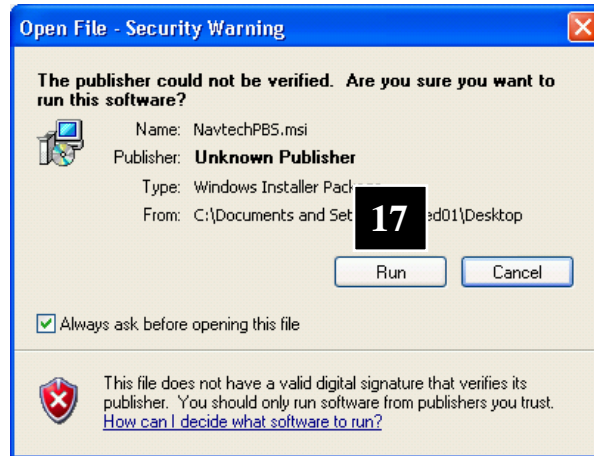 Open File - Security Warning
The publisher could not be verified. Are you sure you want to
run this software?
Name: NavtechPBS.msi
Publisher: Unknown Publisher
Type: Windows Installer
From: C:\Documents and ed01\Desktop
17
Run Cancel
Always ask before opening this file
This file does not have a valid digital signature that verifies its
publisher. You should only run software from publishers you trust.
How can I decide what software to run?